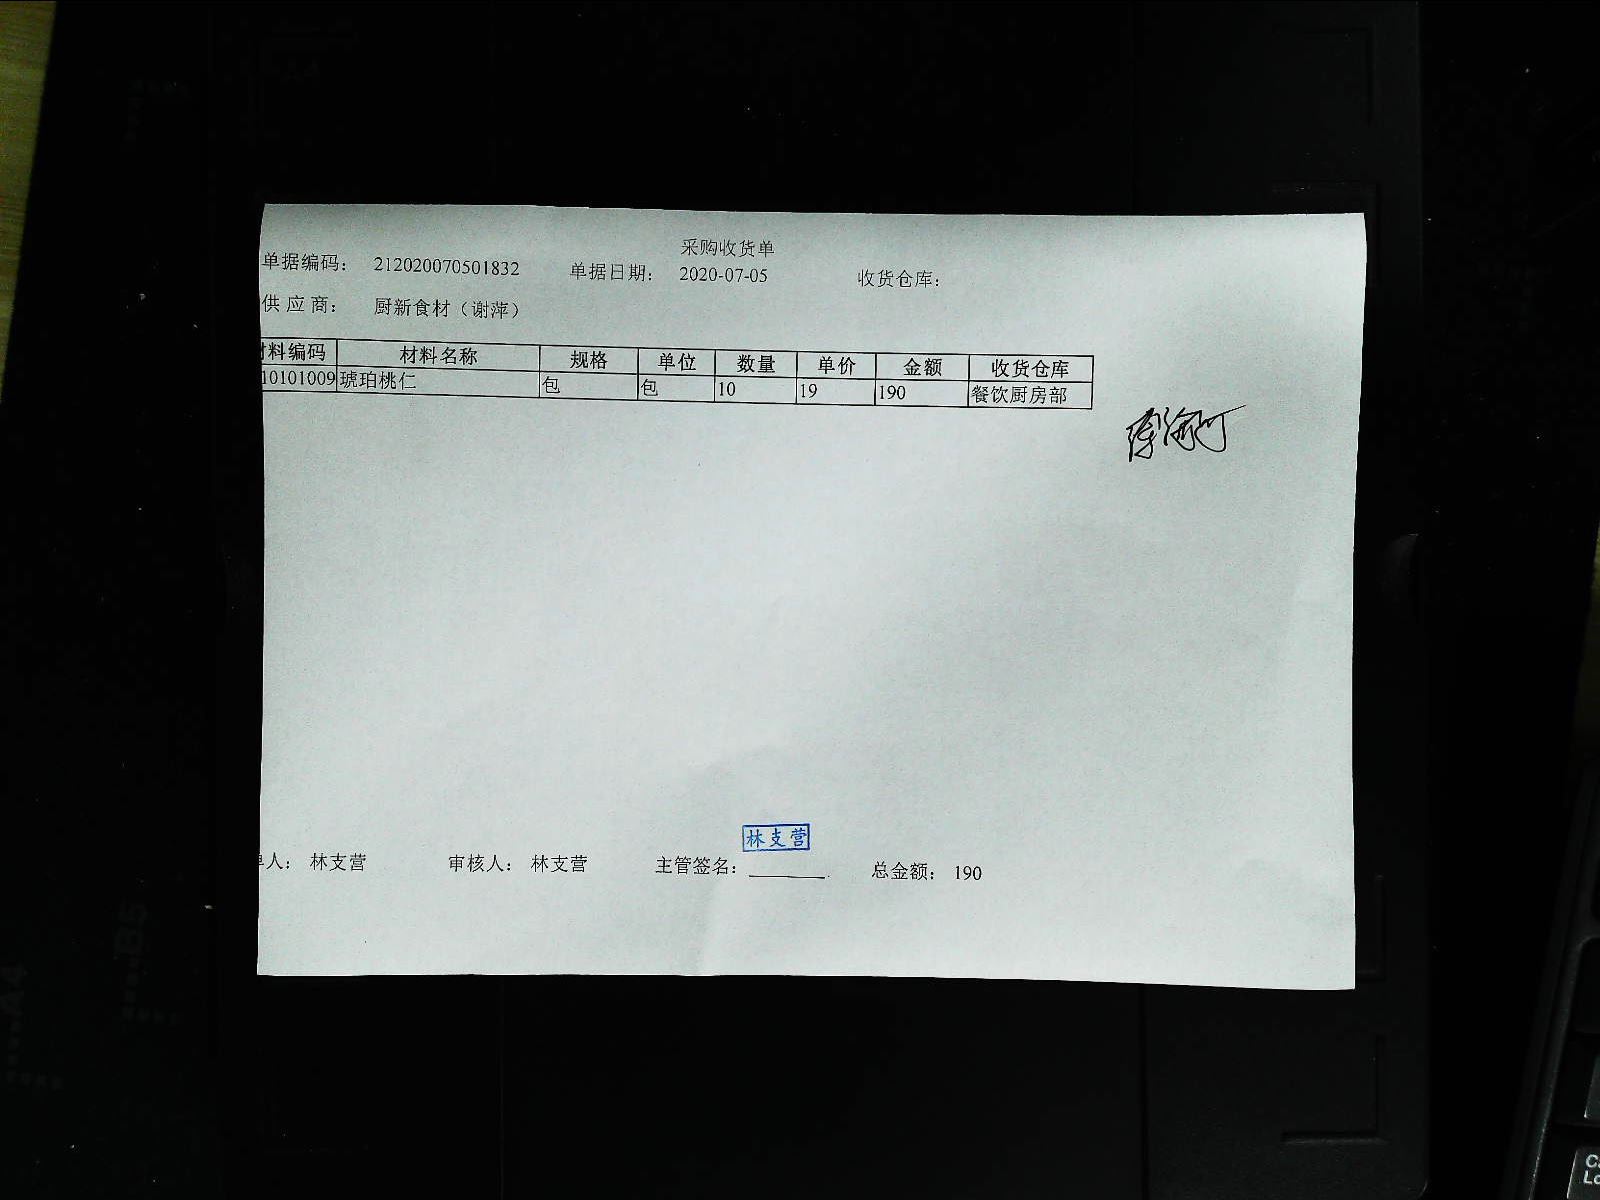 采购收货单
单据编码： 212020070501832 单据日期： 2020-07-05 收货仓库：
供应商： 厨新食材（谢萍）
材料编码 材料名称 规格 单位 数量 单价 金额 收货仓库
10101009 琥珀桃仁 包 包 10 19 190 餐饮厨房部
林支营
单人： 林支营 审核人： 林支营 主管签名： 总金额： 190
B5
A4